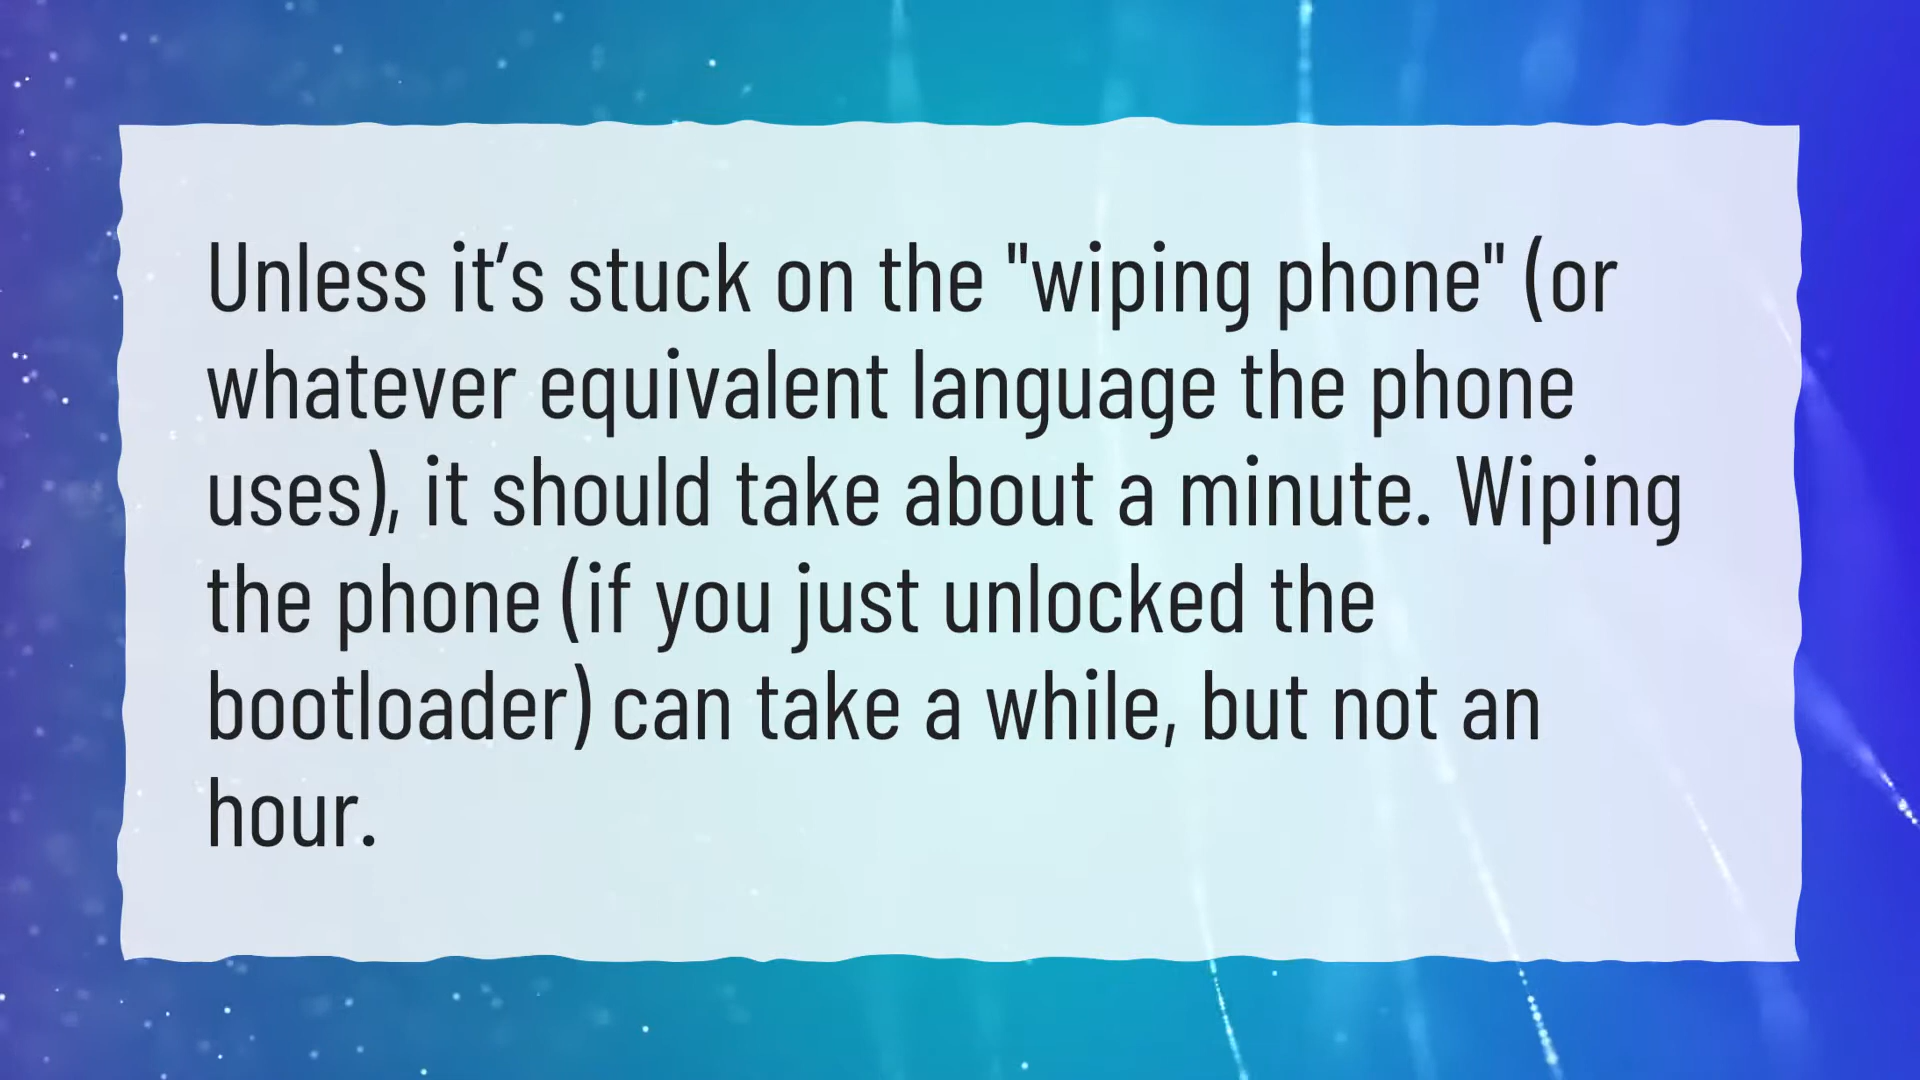 Unless it’s stuck on the "wiping phone" (or
whatever equivalent language the phone
uses), it should take about a minute. Wiping
the phone (if you just unlocked the
bootloader) can take a while, but not an
hour.